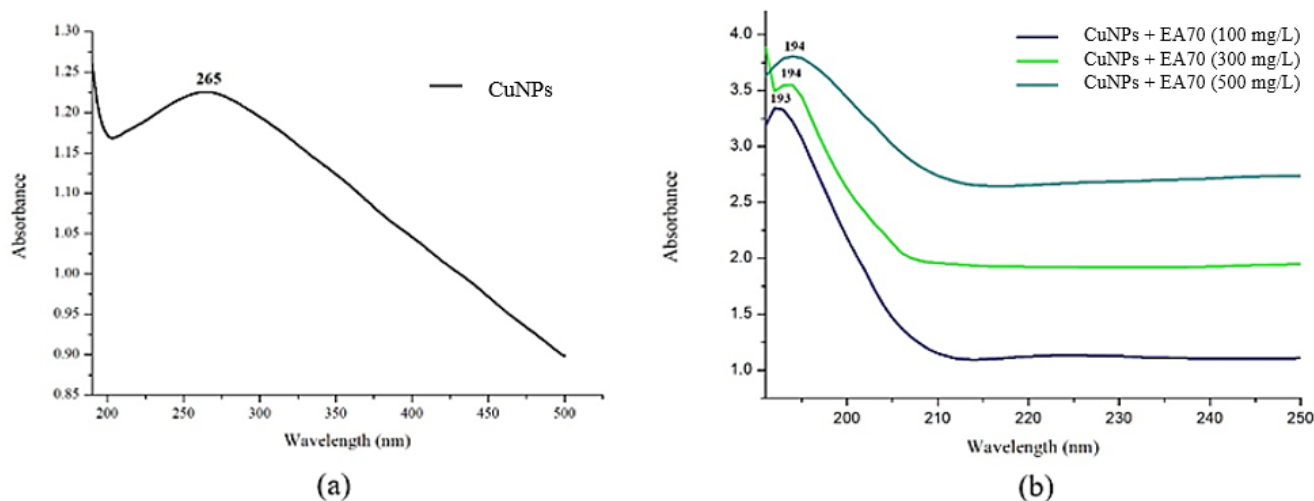 1.30
1.25
1.20
1.15
1.10
1.05
1.00
0.95
0.90
0.85
Absorbance
265
CuNPs
200 250 300 350 400 450 500
Wavelength (nm)
(a)
4.0
3.5
3.0
2.5
2.0
1.5
1.0
Absorbance
194
194
193
CuNPs + EA70 (100 mg/L)
CuNPs + EA70 (300 mg/L)
CuNPs + EA70 (500 mg/L)
200 210 220 230 240 250
Wavelength (nm)
(b)